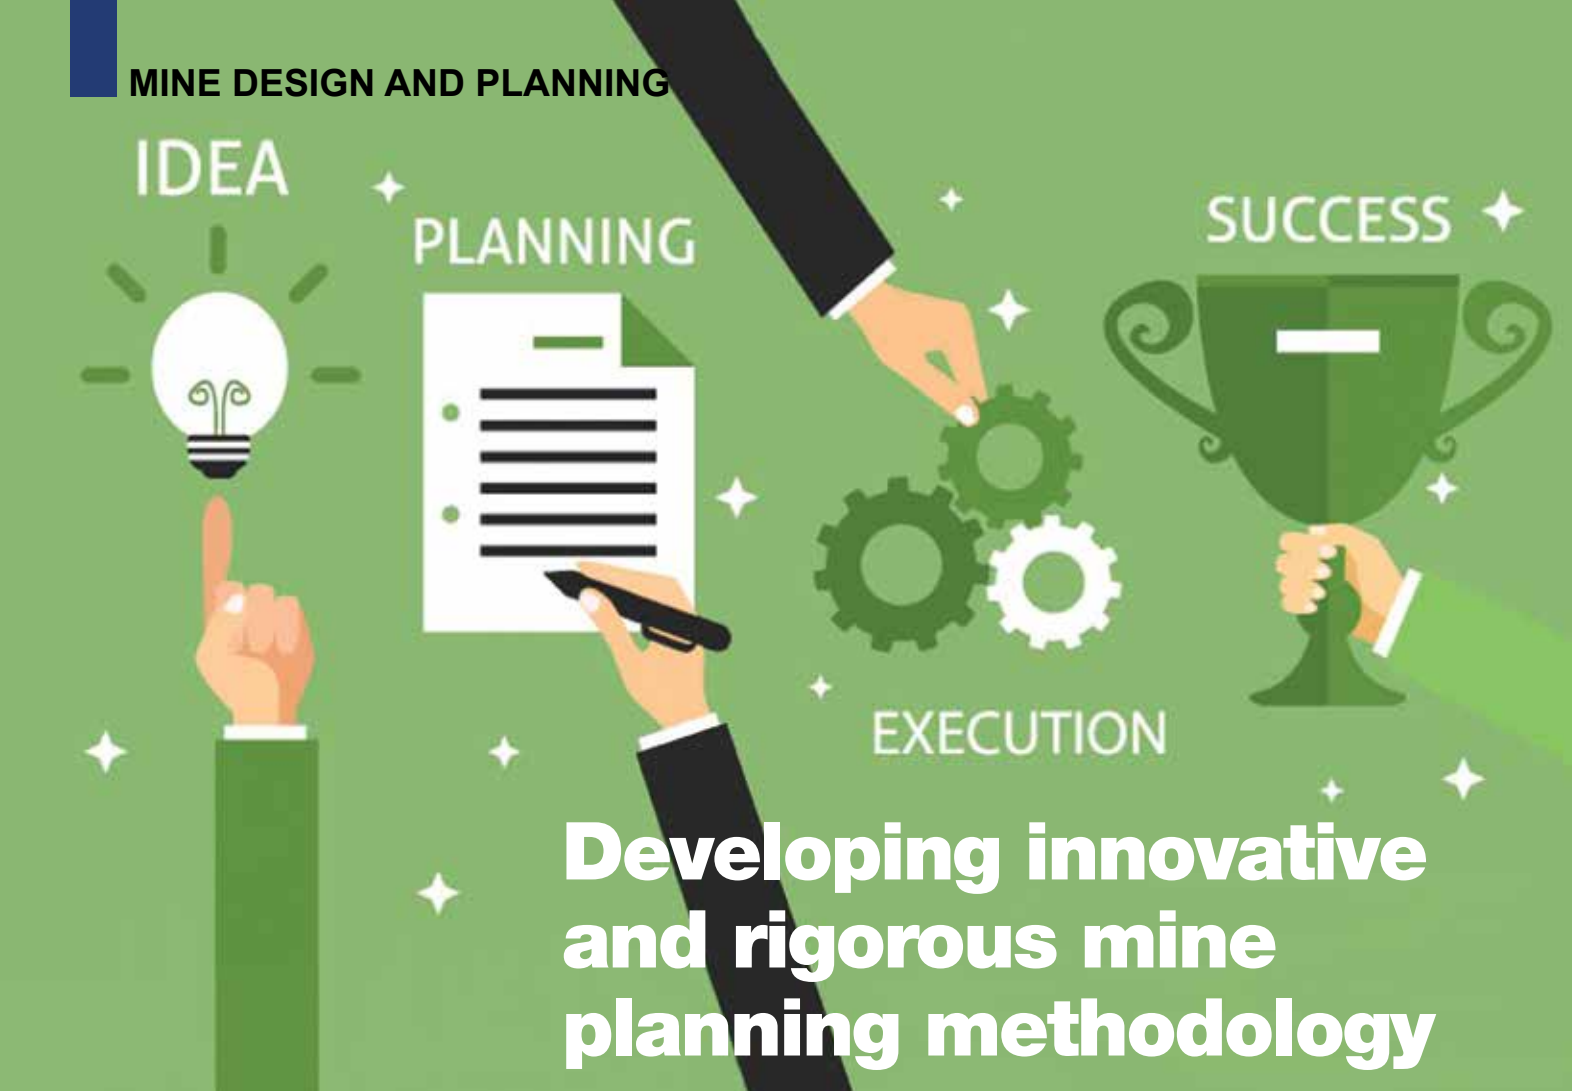 MINE DESIGN AND PLANNING
IDEA
PLANNING
SUCCESS
EXECUTION
Developing innovative
and rigorous mine
planning methodology